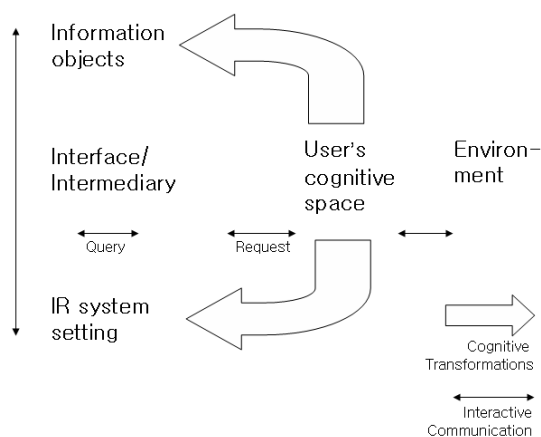 Information
objects
Interface/
Intermediary
User's
cognitive
space
Environ-
ment
Query
Request
IR system
setting
Cognitive
Transformations
Interactive
Communication